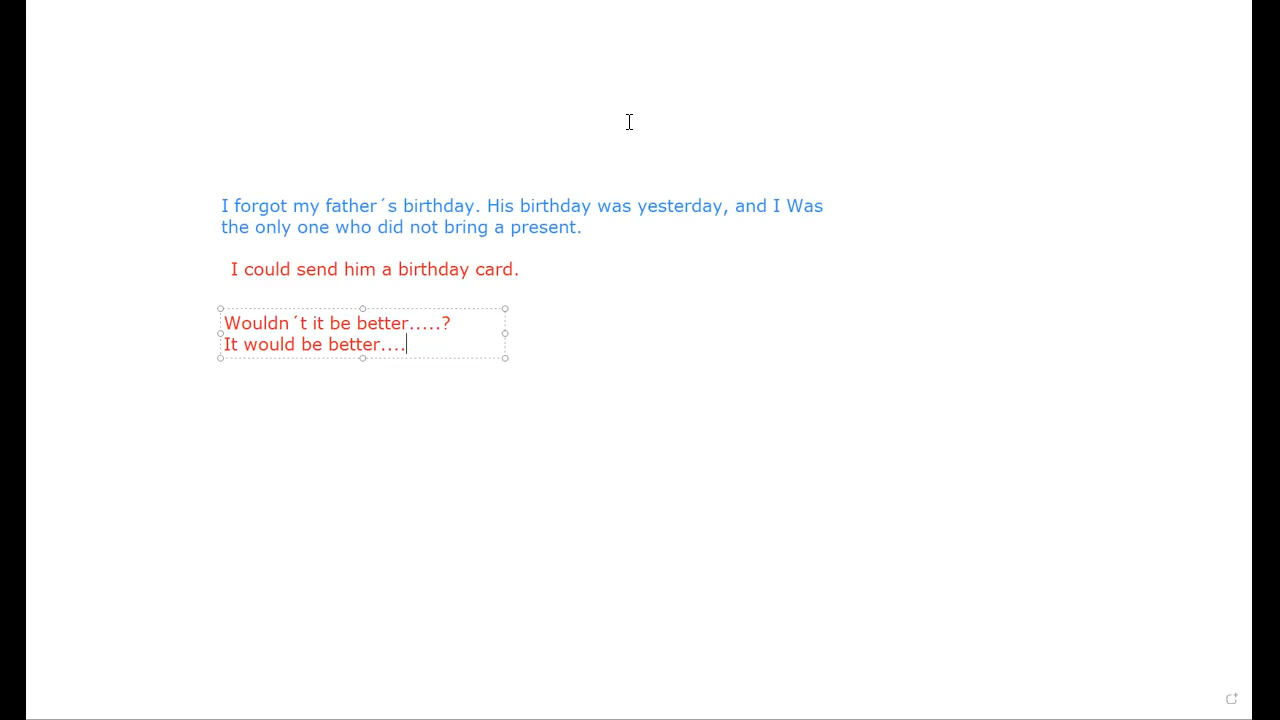 I forgot my father´s birthday. His birthday was yesterday, and I Was
the only one who did not bring a present.
I could send him a birthday card.
Wouldn´t it be better.....?
It would be better....